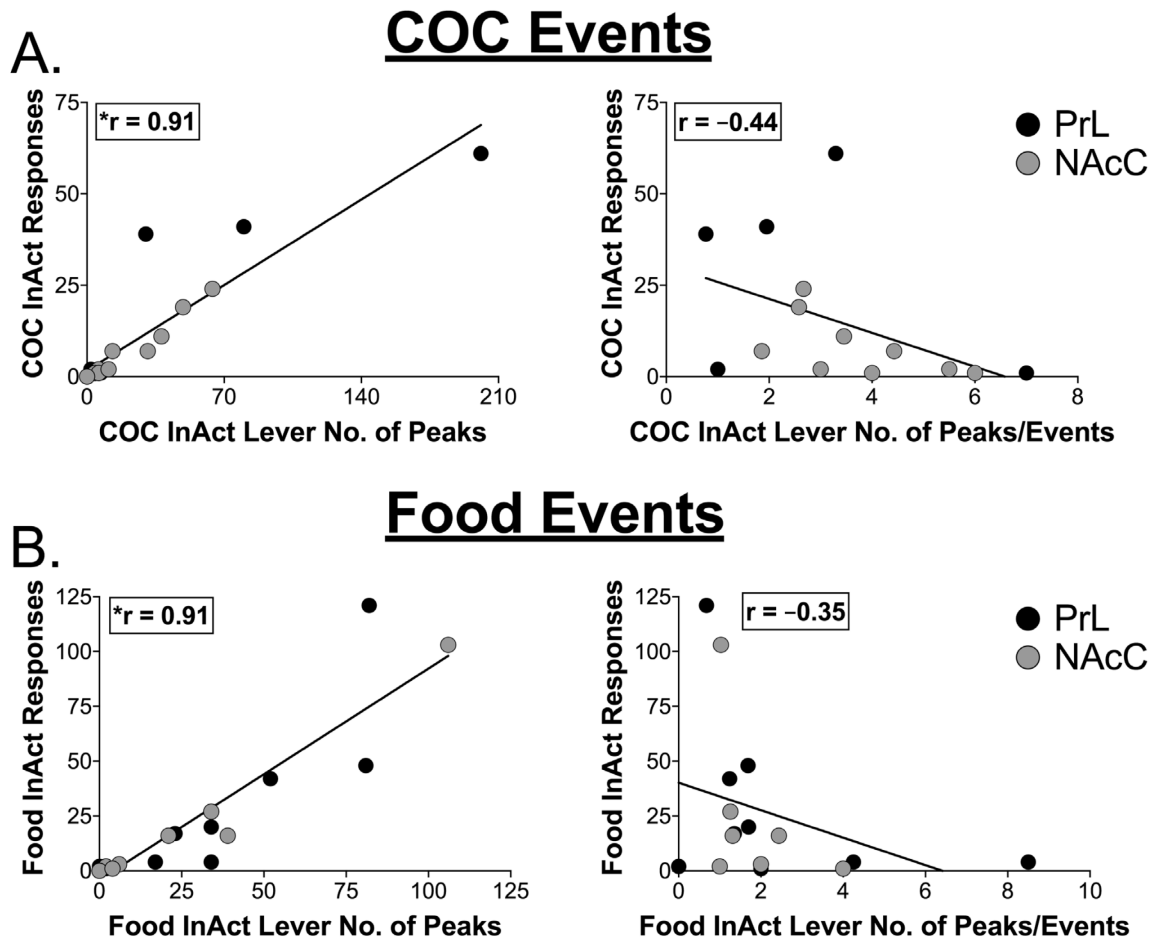 COC Events
A.
75
50
25
0
*r = 0.91
COC InAct Responses
0
70
140
210
COC InAct Lever No. of Peaks
75
50
25
0
r = −0.44
COC InAct Responses
0
2
4
6
8
COC InAct Lever No. of Peaks/Events
PrL
NAcC
Food Events
B.
125
100
75
50
25
0
*r = 0.91
Food InAct Responses
0
25
50
75
100
125
Food InAct Lever No. of Peaks
125
100
75
50
25
0
r = −0.35
Food InAct Responses
0
2
4
6
8
10
Food InAct Lever No. of Peaks/Events
PrL
NAcC